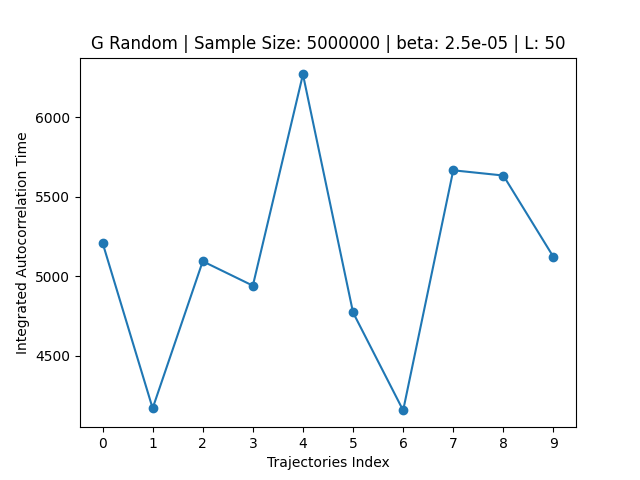 G Random | Sample Size: 5000000 | beta: 2.5e-05 | L: 50
Integrated Autocorrelation Time
6000
5500
5000
4500
0 1 2 3 4 5 6 7 8 9
Trajectories Index